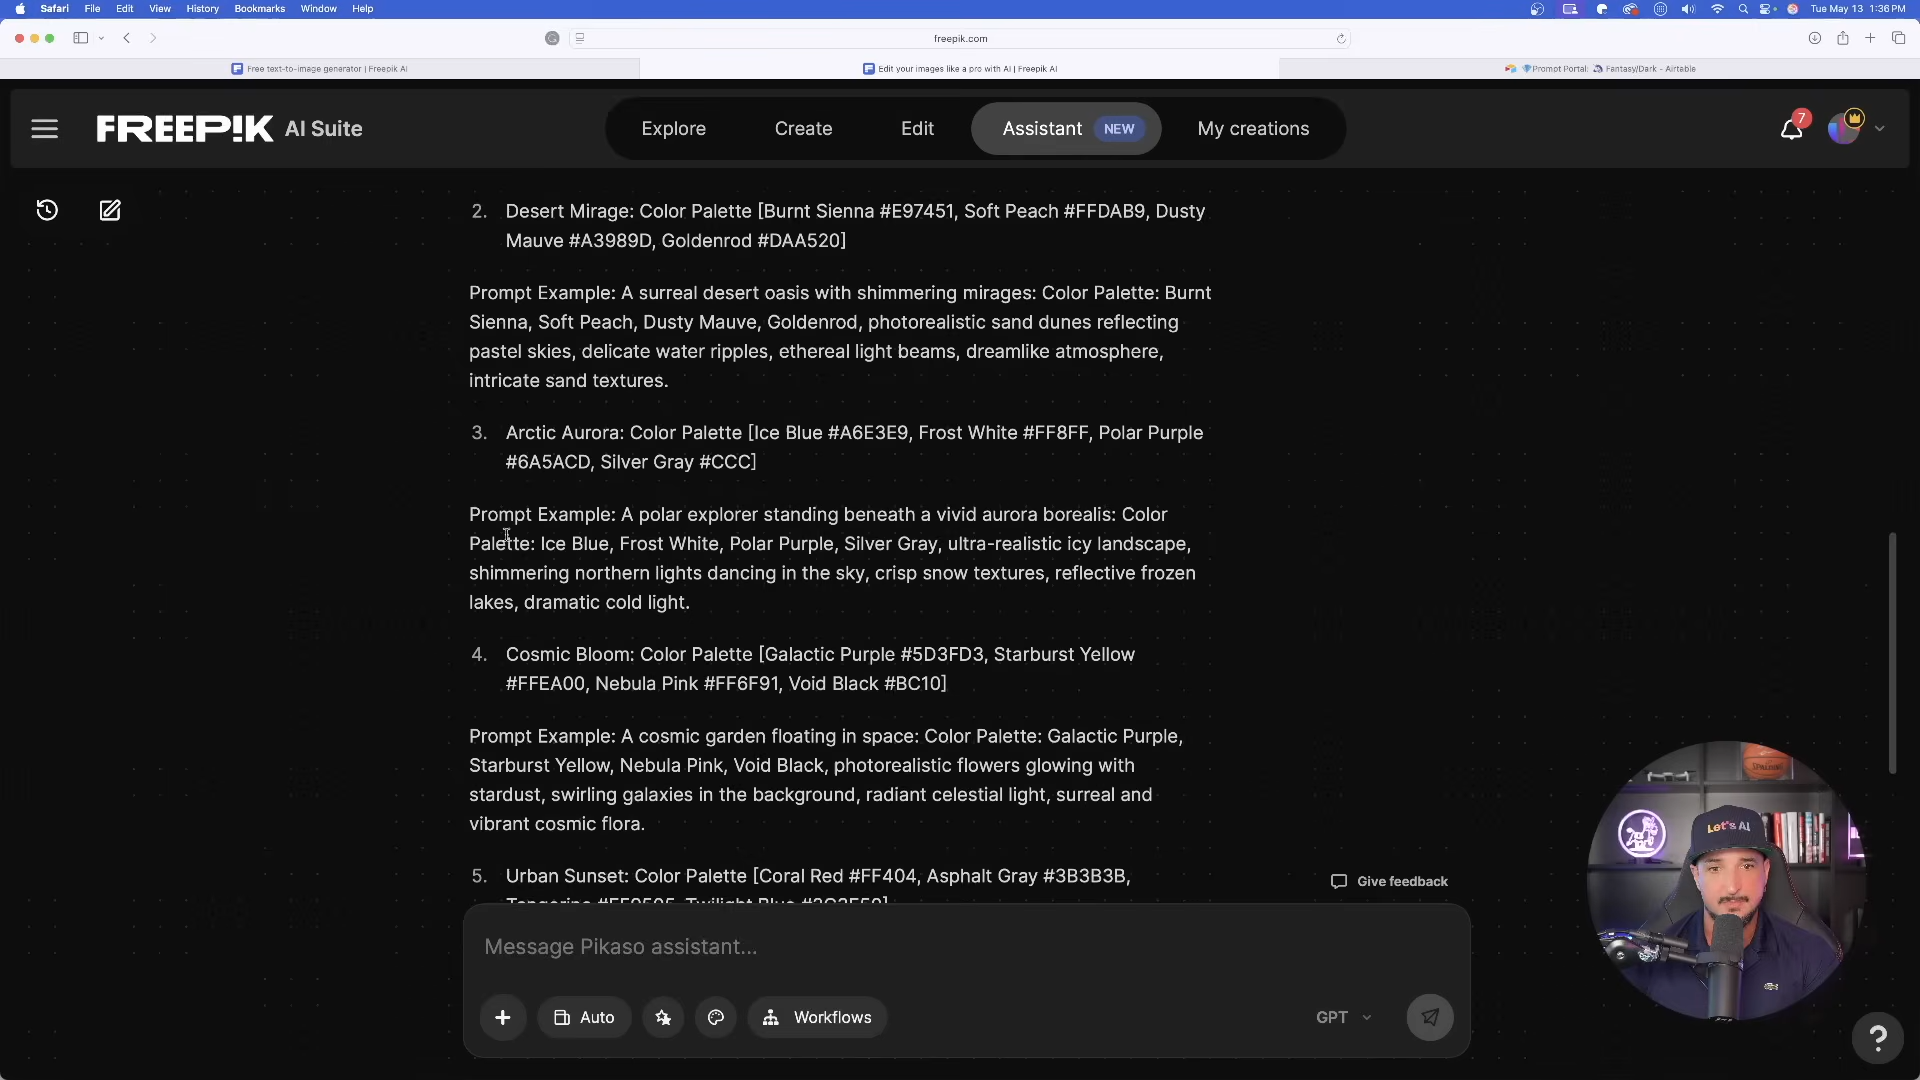 Safari File Edit View History Bookmarks Window Help
Tue May 13 1:36 PM
freepik.com
Free text-to-image generator | Freepik AI
Edit your images like a pro with AI | Freepik AI
Prompt Portal: Fantasy/Dark - Airtable
FREEP!K AI Suite
Explore
Create
Edit
Assistant NEW
My creations
7
2. Desert Mirage: Color Palette [Burnt Sienna #E97451, Soft Peach #FFDAB9, Dusty
Mauve #A3989D, Goldenrod #DAA520]
Prompt Example: A surreal desert oasis with shimmering mirages: Color Palette: Burnt
Sienna, Soft Peach, Dusty Mauve, Goldenrod, photorealistic sand dunes reflecting
pastel skies, delicate water ripples, ethereal light beams, dreamlike atmosphere,
intricate sand textures.
3. Arctic Aurora: Color Palette [Ice Blue #A6E3E9, Frost White #FF8FF, Polar Purple
#6A5ACD, Silver Gray #CCC]
Prompt Example: A polar explorer standing beneath a vivid aurora borealis: Color
Palette: Ice Blue, Frost White, Polar Purple, Silver Gray, ultra-realistic icy landscape,
shimmering northern lights dancing in the sky, crisp snow textures, reflective frozen
lakes, dramatic cold light.
4. Cosmic Bloom: Color Palette [Galactic Purple #5D3FD3, Starburst Yellow
#FFEA00, Nebula Pink #FF6F91, Void Black #BC10]
Prompt Example: A cosmic garden floating in space: Color Palette: Galactic Purple,
Starburst Yellow, Nebula Pink, Void Black, photorealistic flowers glowing with
stardust, swirling galaxies in the background, radiant celestial light, surreal and
vibrant cosmic flora.
5. Urban Sunset: Color Palette [Coral Red #FF404, Asphalt Gray #3B3B3B,
Give feedback
Message Pikaso assistant...
Auto
Workflows
GPT
Let's AI
?